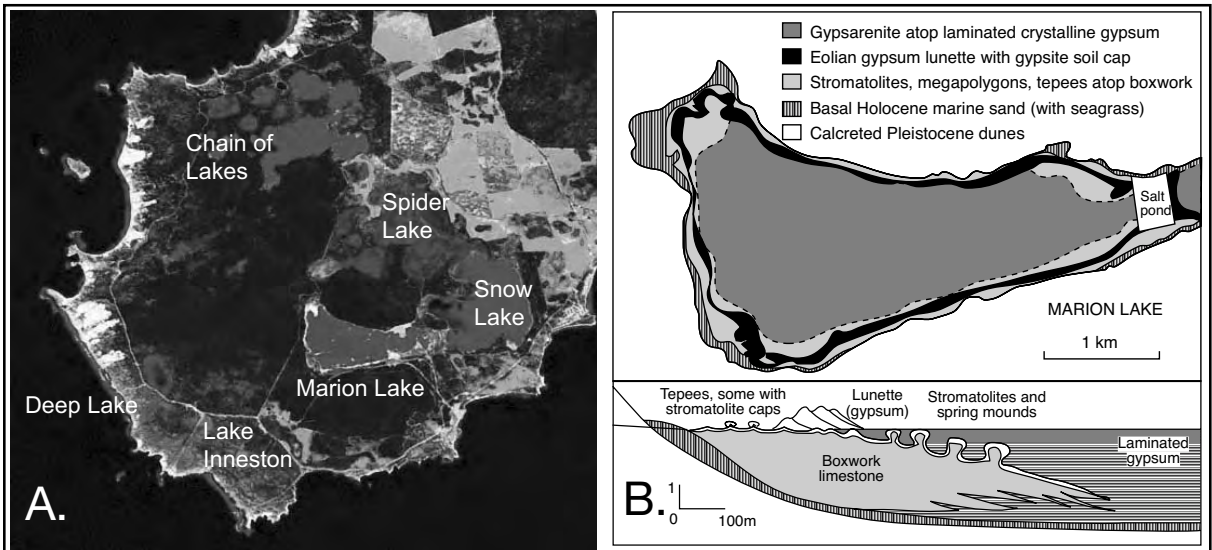 Chain of
Lakes
Spider
Lake
Snow
Lake
Marion Lake
Deep Lake
Lake
Inneston
A.
Gypsarenite atop laminated crystalline gypsum
Eolian gypsum lunette with gypsite soil cap
Stromatolites, megapolygons, tepees atop boxwork
Basal Holocene marine sand (with seagrass)
Calcreted Pleistocene dunes
Salt
pond
MARION LAKE
1 km
Tepees, some with
stromatolite caps
Lunette
(gypsum)
Stromatolites and
spring mounds
Laminated
gypsum
Boxwork
limestone
B.
1
0
100m